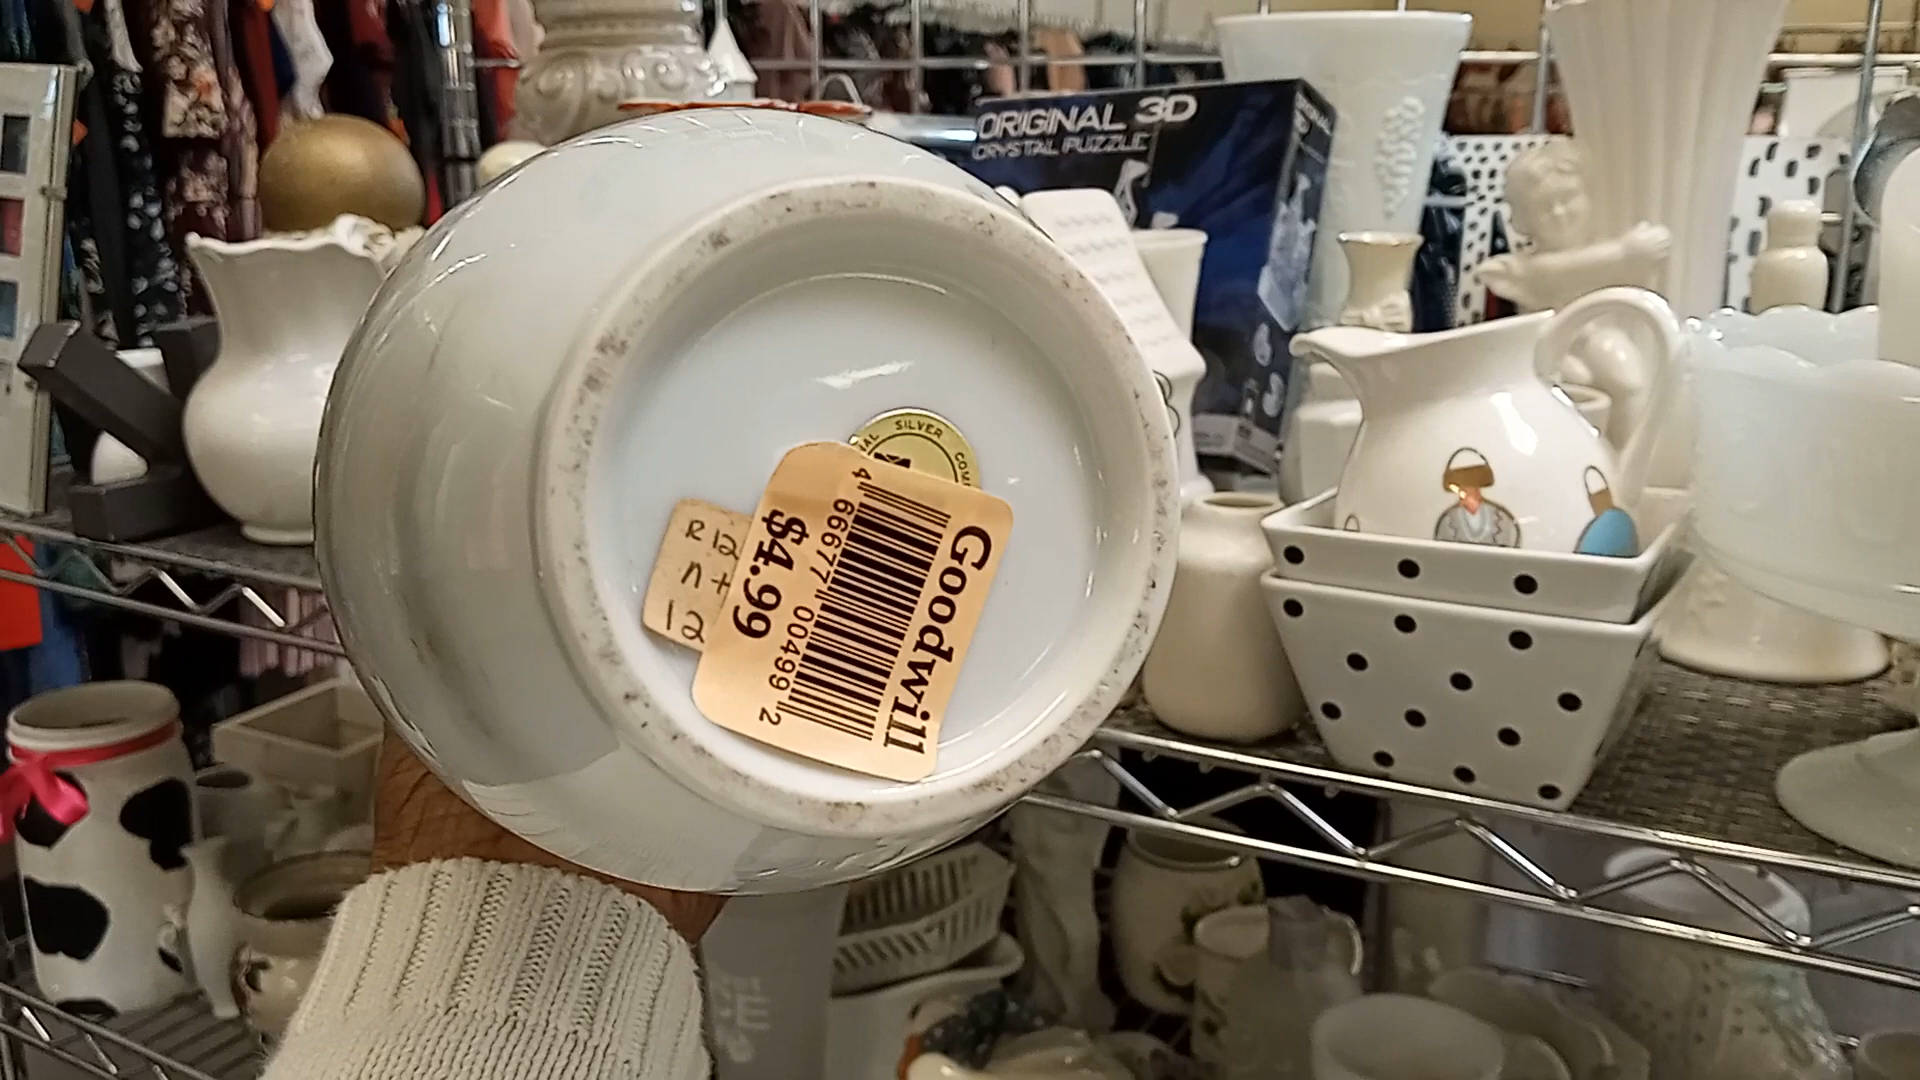 ORIGINAL 3D
CRYSTAL PUZZLE
SILVER
R12
n+
12
Goodwill
4 66677 00499 2
$4.99